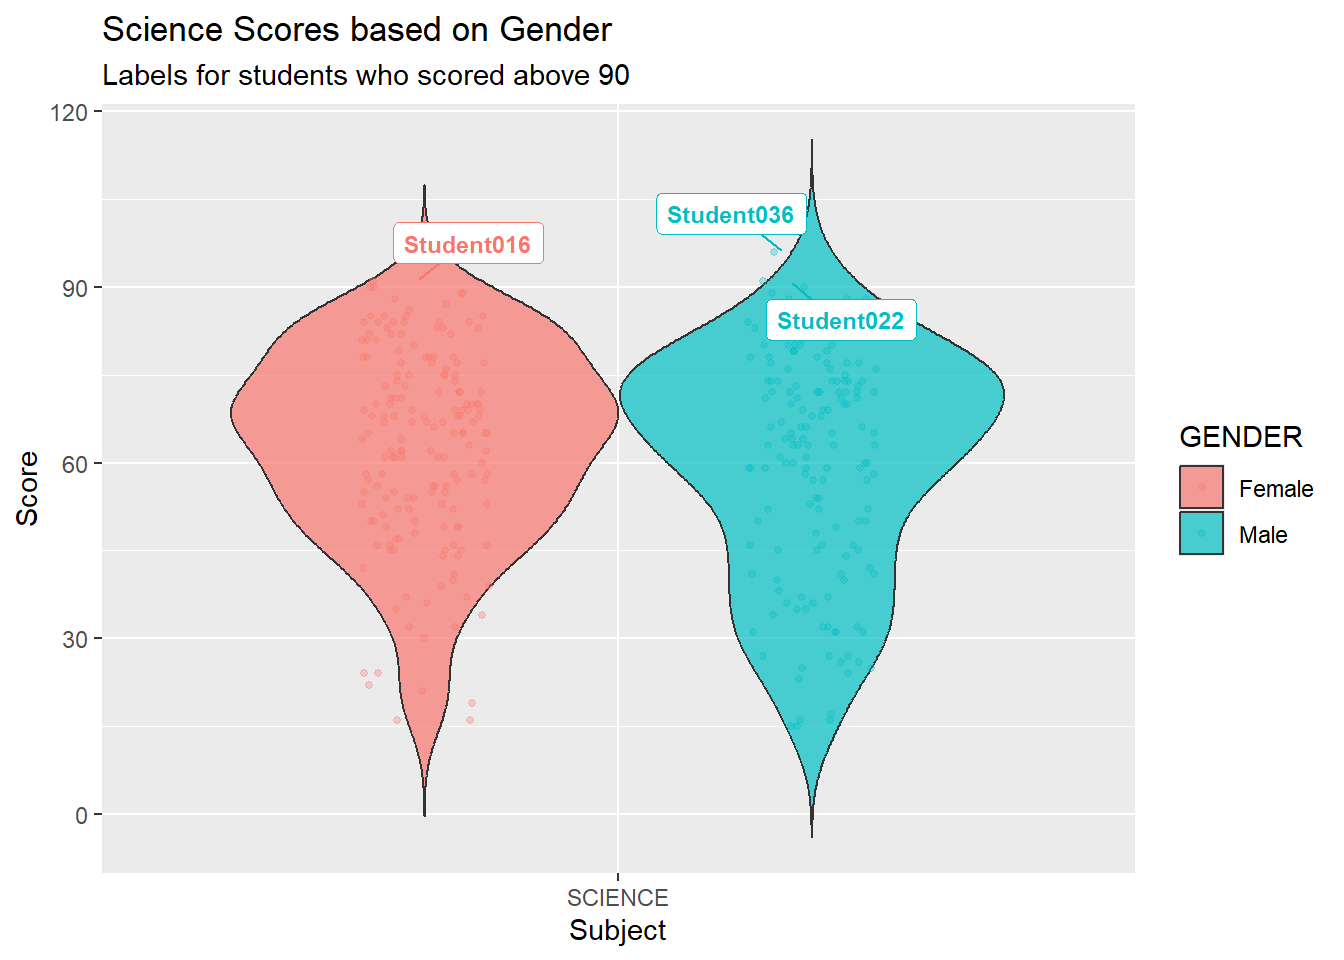 Science Scores based on Gender
Labels for students who scored above 90
120
90
60
30
0
Score
Student016
Student036
Student022
SCIENCE
Subject
GENDER
Female
Male